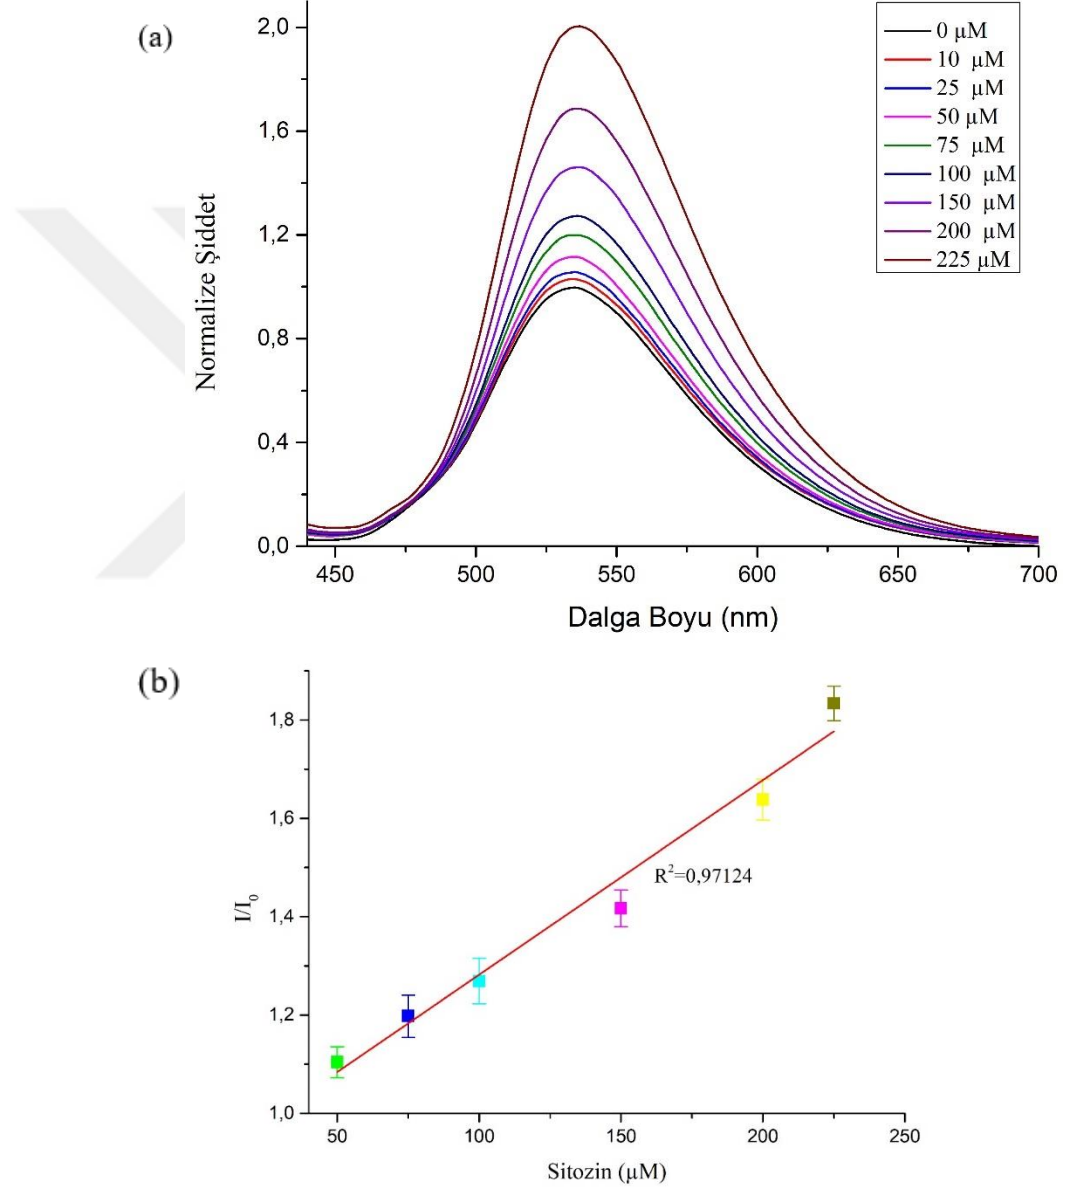 (a)
2,0
1,6
1,2
0,8
0,4
0,0
Normalize Şiddet
450 500 550 600 650 700
Dalga Boyu (nm)
0 µM
10 µM
25 µM
50 µM
75 µM
100 µM
150 µM
200 µM
225 µM
(b)
1,8
1,6
1,4
1,2
1,0
I/I₀
R²=0,97124
50 100 150 200 250
Sitozin (µM)